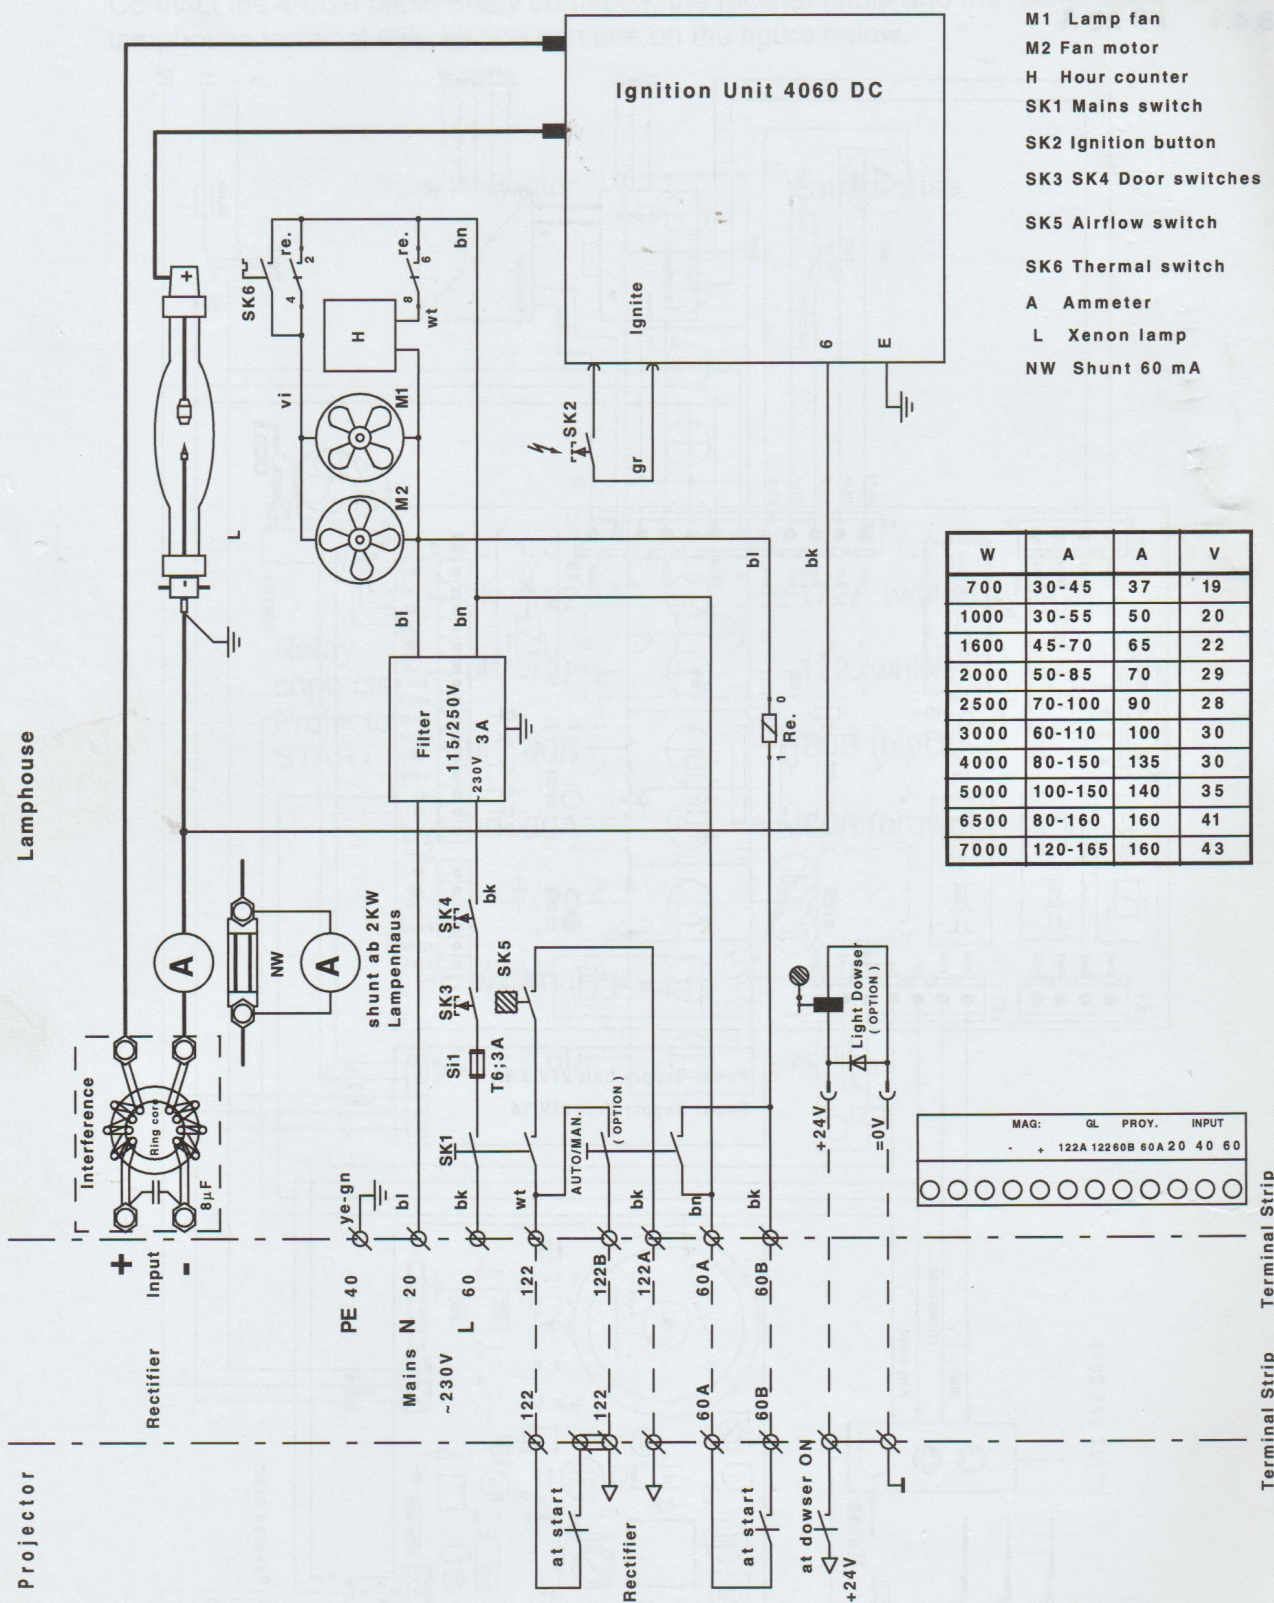 Ignition Unit 4060 DC
Ignite
6
E
M1 Lamp fan
M2 Fan motor
H Hour counter
SK1 Mains switch
SK2 Ignition button
SK3 SK4 Door switches
SK5 Airflow switch
SK6 Thermal switch
A Ammeter
L Xenon lamp
NW Shunt 60 mA
W A A V
700 30-45 37 19
1000 30-55 50 20
1600 45-70 65 22
2000 50-85 70 29
2500 70-100 90 28
3000 60-110 100 30
4000 80-150 135 30
5000 100-150 140 35
6500 80-160 160 41
7000 120-165 160 43
MAG: GL PROY. INPUT
- + 122A 122 60B 60A 20 40 60
Lamphouse
+
-
L
SK6
re.
2
4
re.
6
8
bn
wt
H
vi
M1
M2
SK2
gr
bl
bn
bl
bk
Filter
115/250V
~230V 3A
1 0
Re.
A
NW
A
shunt ab 2KW
Lampenhaus
SK4
bk
SK3
SK5
Si1
T6;3A
Interference
Ring core
8µF
SK1
AUTO/MAN.
( OPTION )
Light Dowser
( OPTION )
+24V
=0V
ye-gn
bl
bk
wt
bk
bn
bk
+
Input
-
Rectifier
PE 40
Mains N 20
L 60
~230V
122
122B
122A
60A
60B
122
122
60A
60B
Terminal Strip
Terminal Strip
Projector
at start
Rectifier
at start
at dowser ON
+24V